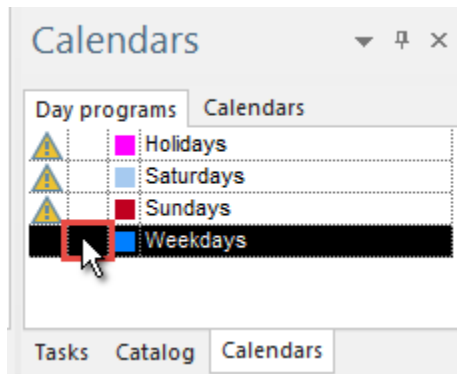 Calendars
Day programs Calendars
Holidays
Saturdays
Sundays
Weekdays
Tasks Catalog Calendars